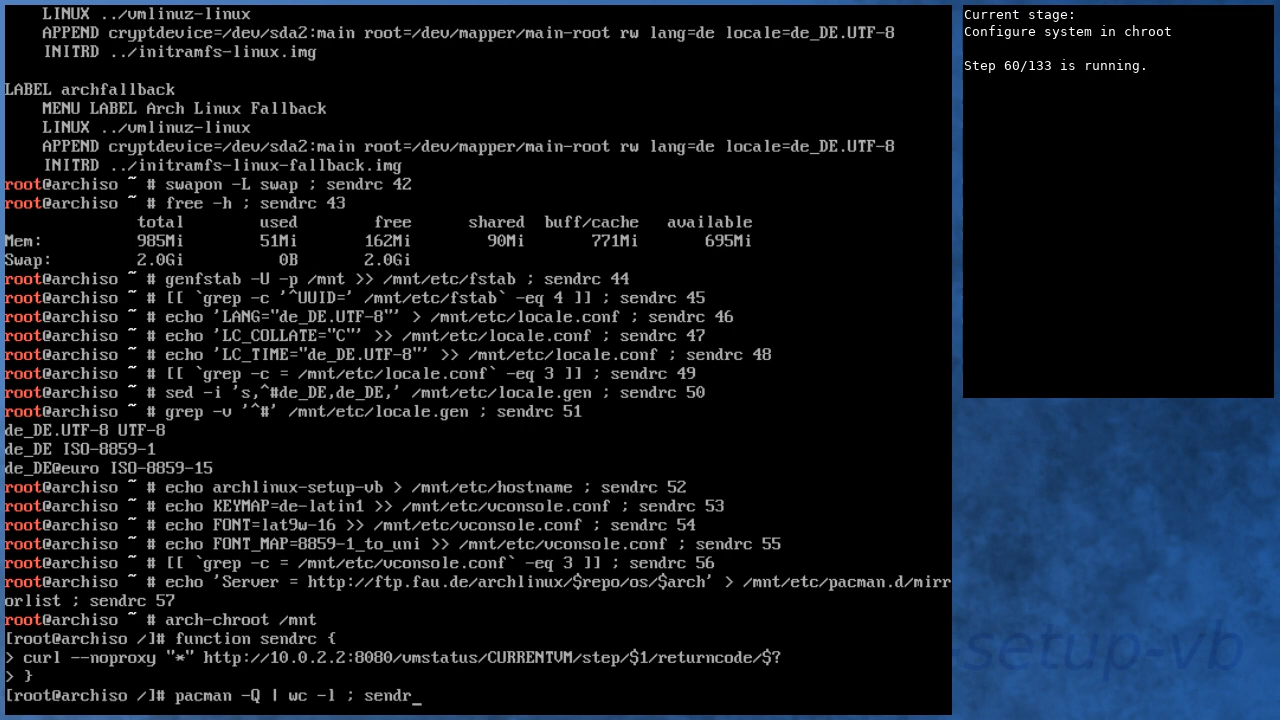 LINUX ../vmlinuz-linux
APPEND cryptdevice=/dev/sda2:main root=/dev/mapper/main-root rw lang=de locale=de_DE.UTF-8
INITRD ../initramfs-linux.img
LABEL archfallback
MENU LABEL Arch Linux Fallback
LINUX ../vmlinuz-linux
APPEND cryptdevice=/dev/sda2:main root=/dev/mapper/main-root rw lang=de locale=de_DE.UTF-8
INITRD ../initramfs-linux-fallback.img
root@archiso ~ # swapon -L swap ; sendrc 42
root@archiso ~ # free -h ; sendrc 43
total used free shared buff/cache available
Mem: 985Mi 51Mi 162Mi 90Mi 771Mi 695Mi
Swap: 2.0Gi 0B 2.0Gi
root@archiso ~ # genfstab -U -p /mnt >> /mnt/etc/fstab ; sendrc 44
root@archiso ~ # [[ `grep -c '^UUID=' /mnt/etc/fstab` -eq 4 ]] ; sendrc 45
root@archiso ~ # echo 'LANG="de_DE.UTF-8"' > /mnt/etc/locale.conf ; sendrc 46
root@archiso ~ # echo 'LC_COLLATE="C"' >> /mnt/etc/locale.conf ; sendrc 47
root@archiso ~ # echo 'LC_TIME="de_DE.UTF-8"' >> /mnt/etc/locale.conf ; sendrc 48
root@archiso ~ # [[ `grep -c = /mnt/etc/locale.conf` -eq 3 ]] ; sendrc 49
root@archiso ~ # sed -i 's,^#de_DE,de_DE,' /mnt/etc/locale.gen ; sendrc 50
root@archiso ~ # grep -v '^#' /mnt/etc/locale.gen ; sendrc 51
de_DE.UTF-8 UTF-8
de_DE ISO-8859-1
de_DE@euro ISO-8859-15
root@archiso ~ # echo archlinux-setup-vb > /mnt/etc/hostname ; sendrc 52
root@archiso ~ # echo KEYMAP=de-latin1 >> /mnt/etc/vconsole.conf ; sendrc 53
root@archiso ~ # echo FONT=lat9w-16 >> /mnt/etc/vconsole.conf ; sendrc 54
root@archiso ~ # echo FONT_MAP=8859-1_to_uni >> /mnt/etc/vconsole.conf ; sendrc 55
root@archiso ~ # [[ `grep -c = /mnt/etc/vconsole.conf` -eq 3 ]] ; sendrc 56
root@archiso ~ # echo 'Server = http://ftp.fau.de/archlinux/$repo/os/$arch' > /mnt/etc/pacman.d/mirr
orlist ; sendrc 57
root@archiso ~ # arch-chroot /mnt
[root@archiso /]# function sendrc {
> curl --noproxy "*" http://10.0.2.2:8080/vmstatus/CURRENTVM/step/$1/returncode/$?
> }
[root@archiso /]# pacman -Q | wc -l ; sendr_
Current stage:
Configure system in chroot
Step 60/133 is running.
-setup-vb